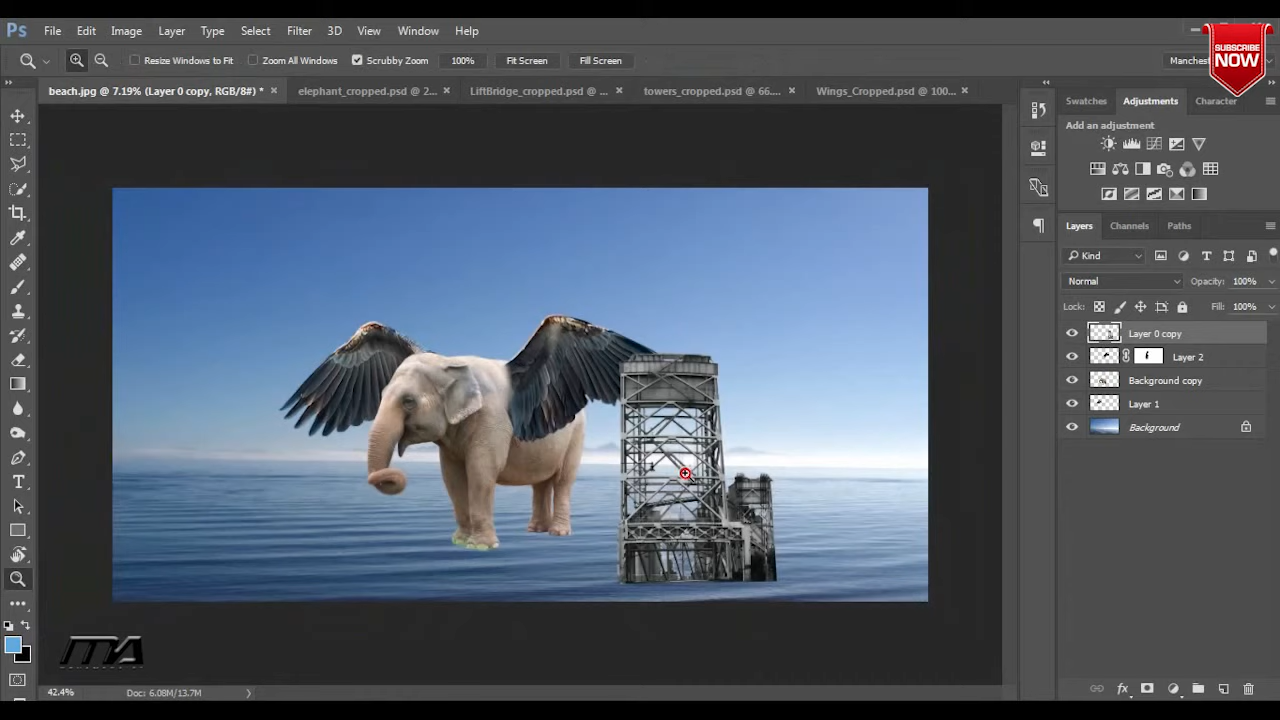 Ps File Edit Image Layer Type Select Filter 3D View Window Help
SUBSCRIBE
NOW
Resize Windows to Fit Zoom All Windows Scrubby Zoom 100% Fit Screen Fill Screen Manchest
beach.jpg @ 7.19% (Layer 0 copy, RGB/8#) * × elephant_cropped.psd @ 2... × LiftBridge_cropped.psd @ ... × towers_cropped.psd @ 66.... × Wings_Cropped.psd @ 100... ×
Swatches Adjustments Character
Add an adjustment
Layers Channels Paths
Kind
Normal Opacity: 100%
Lock: Fill: 100%
Layer 0 copy
Layer 2
Background copy
Layer 1
Background
MA
42.4% Doc: 6.08M/13.7M